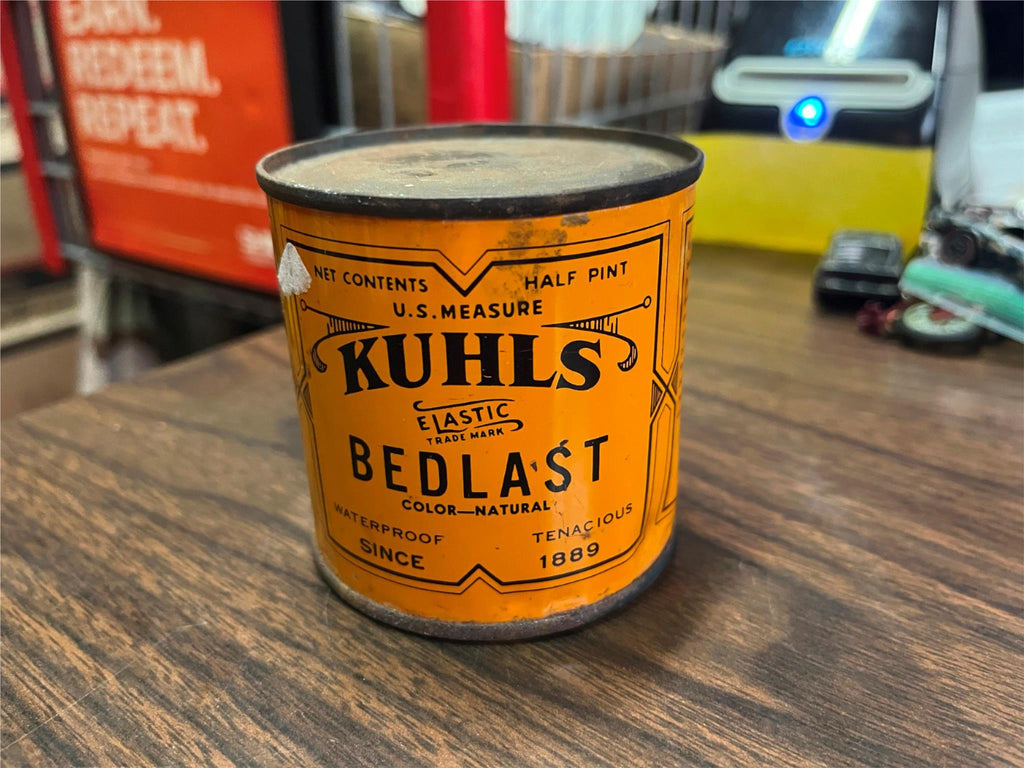 EARN.
REDEEM.
REPEAT.
NET CONTENTS HALF PINT
U.S. MEASURE
KUHLS
ELASTIC
TRADE MARK
BEDLAST
COLOR—NATURAL
WATERPROOF TENACIOUS
SINCE 1889